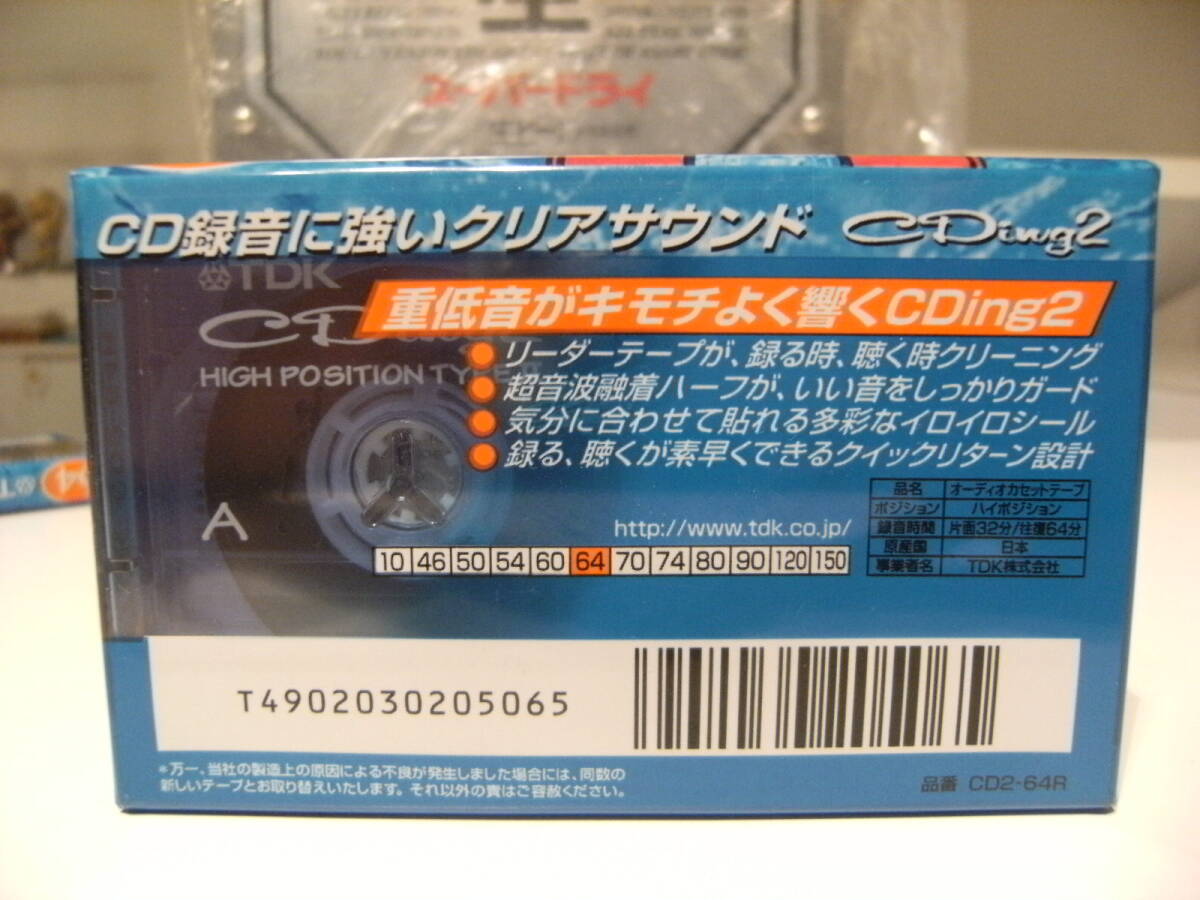 スーパードライ
CD録音に強いクリアサウンド CDing2
TDK
重低音がキモチよく響くCDing2
HIGH POSITION
リーダーテープが、録る時、聴く時クリーニング
超音波融着ハーフが、いい音をしっかりガード
気分に合わせて貼れる多彩なイロイロシール
録る、聴くが素早くできるクイックリターン設計
A
http://www.tdk.co.jp/
10 46 50 54 60 64 70 74 80 90 120 150
品名 オーディオカセットテープ
ポジション ハイポジション
録音時間 片面32分/往復64分
原産国 日本
事業者名 TDK株式会社
T4902030205065
*万一、当社の製造上の原因による不良が発生しました場合には、同数の
新しいテープとお取り替えいたします。それ以外の責はご容赦ください。
品番 CD2-64R
64